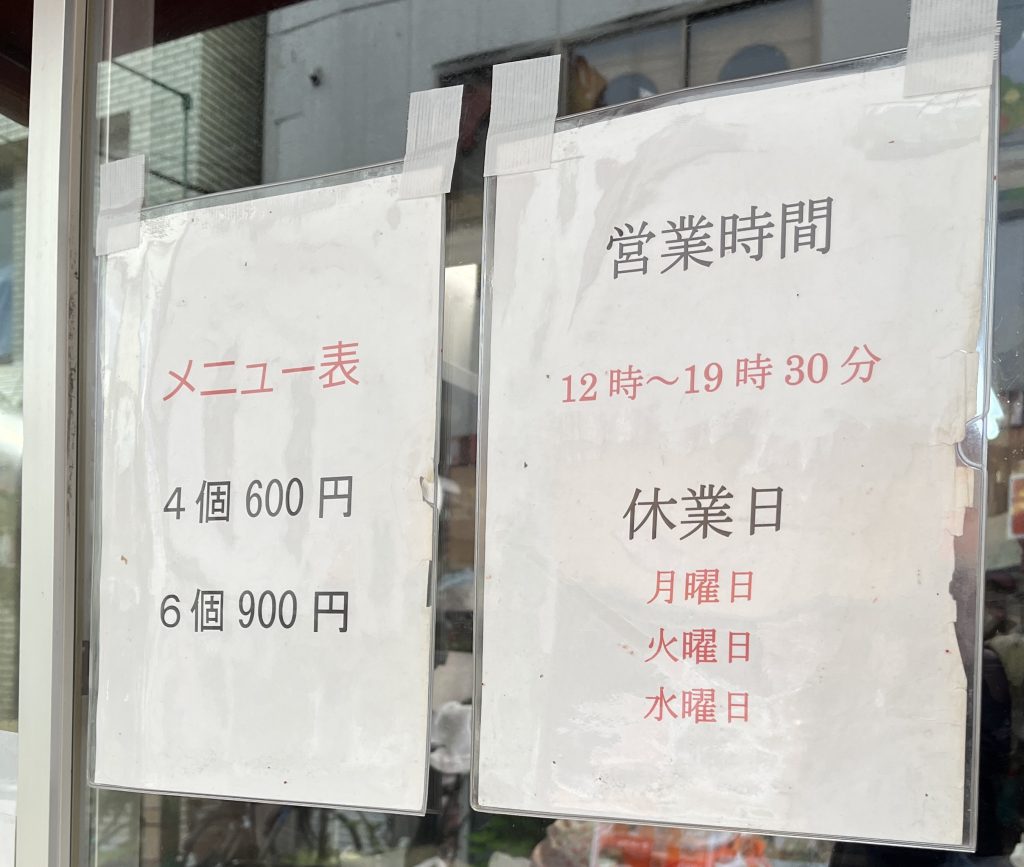 メニュー表
４個 600 円
６個 900 円
営業時間
12 時～19 時 30 分
休業日
月曜日
火曜日
水曜日